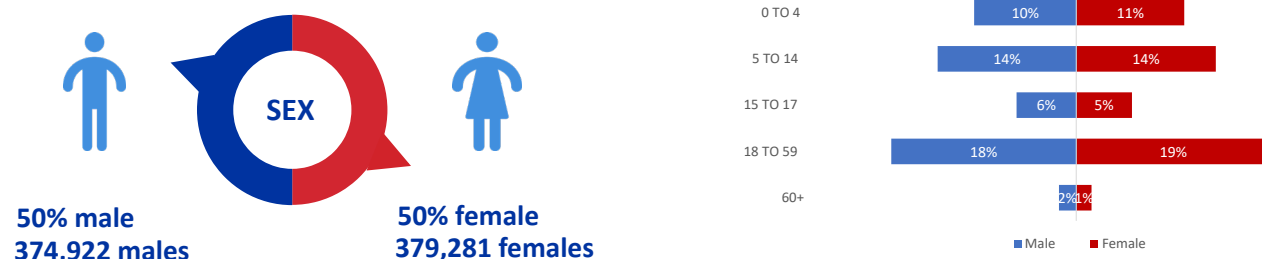 SEX
50% male
374,922 males
50% female
379,281 females
0 TO 4
10%
11%
5 TO 14
14%
14%
15 TO 17
6%
5%
18 TO 59
18%
19%
60+
2%
1%
Male
Female